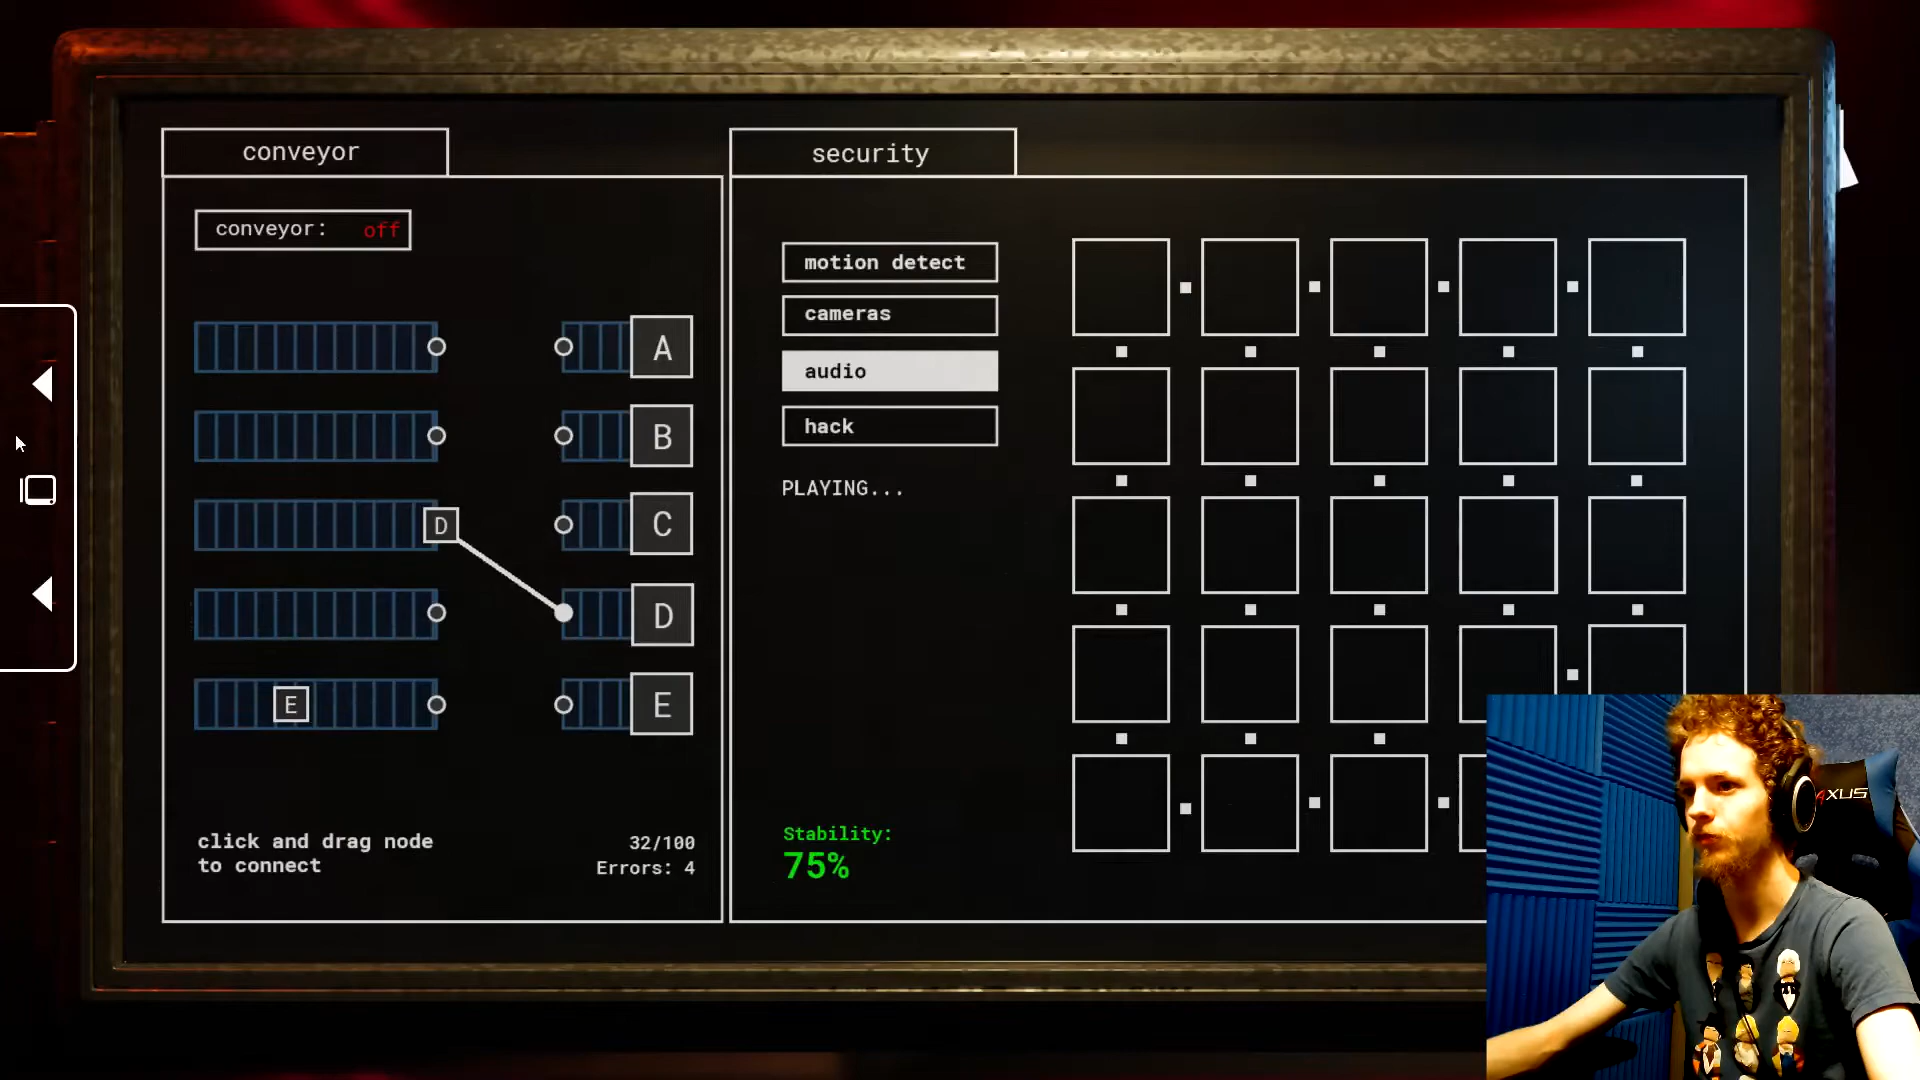 conveyor
security
conveyor: off
motion detect
cameras
audio
hack
PLAYING...
A
B
C
D
D
E
E
click and drag node
to connect
32/100
Errors: 4
Stability:
75%
AXUS